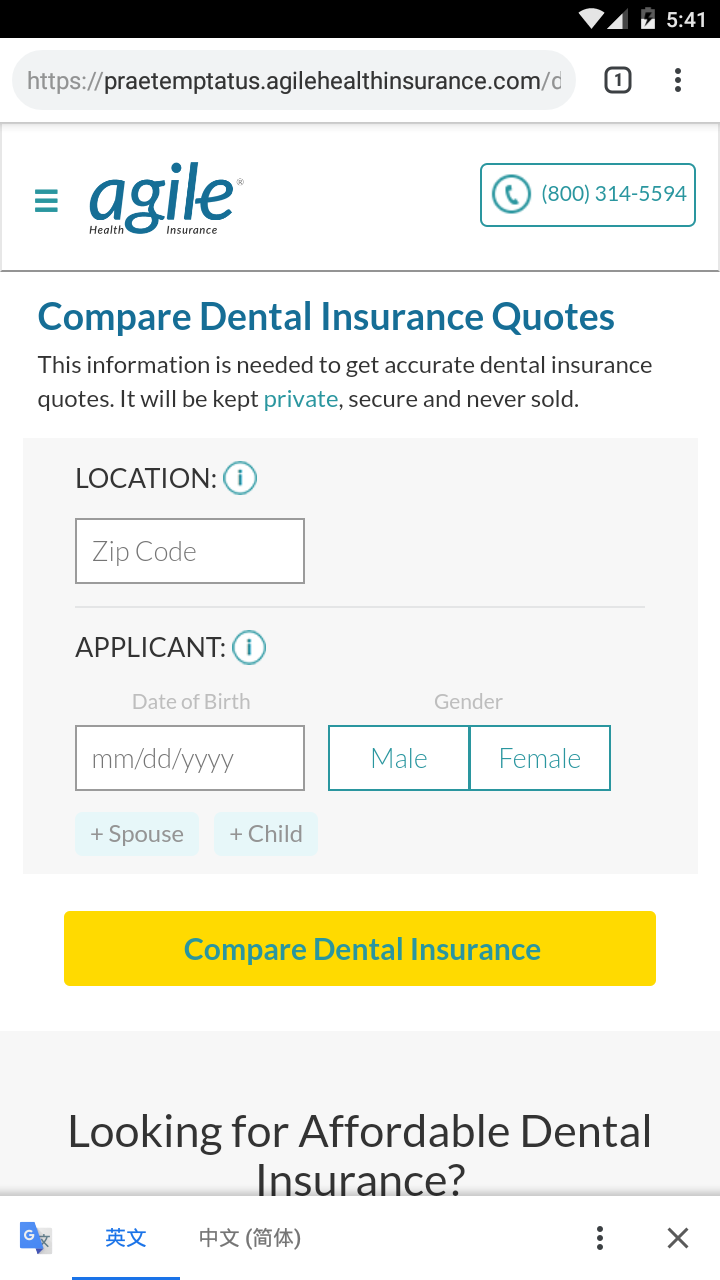 5:41
https://praetemptatus.agilehealthinsurance.com/d
1
agile®
Health Insurance
(800) 314-5594
Compare Dental Insurance Quotes
This information is needed to get accurate dental insurance
quotes. It will be kept private, secure and never sold.
LOCATION: i
Zip Code
APPLICANT: i
Date of Birth Gender
mm/dd/yyyy Male Female
+ Spouse + Child
Compare Dental Insurance
Looking for Affordable Dental
Insurance?
G 文 英文 中文 (简体)